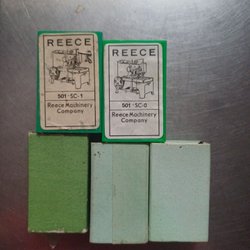 REECE
501-SC-1
Reece Machinery
Company
REECE
501-SC-0
Reece Machinery
Company